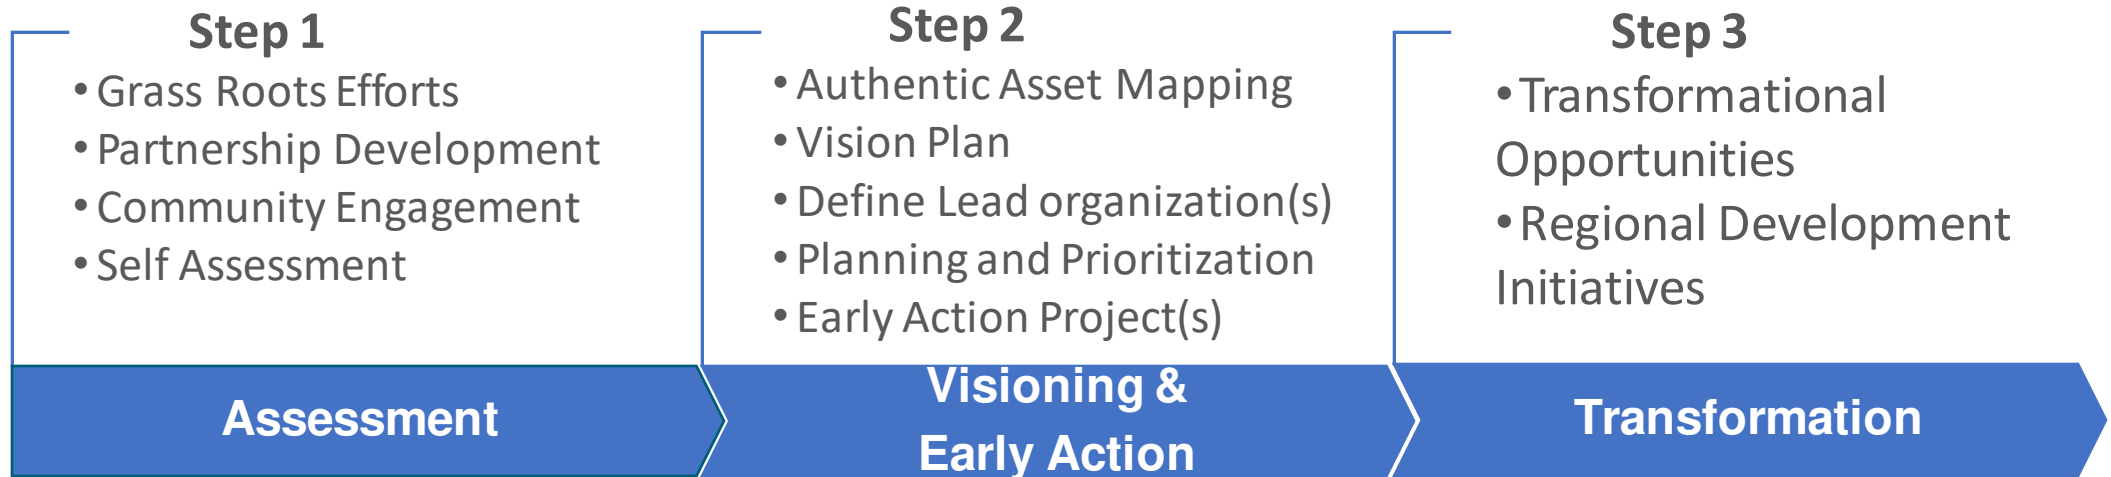 Step 1
• Grass Roots Efforts
• Partnership Development
• Community Engagement
• Self Assessment
Assessment
Step 2
• Authentic Asset Mapping
• Vision Plan
• Define Lead organization(s)
• Planning and Prioritization
• Early Action Project(s)
Visioning &
Early Action
Step 3
• Transformational
Opportunities
• Regional Development
Initiatives
Transformation